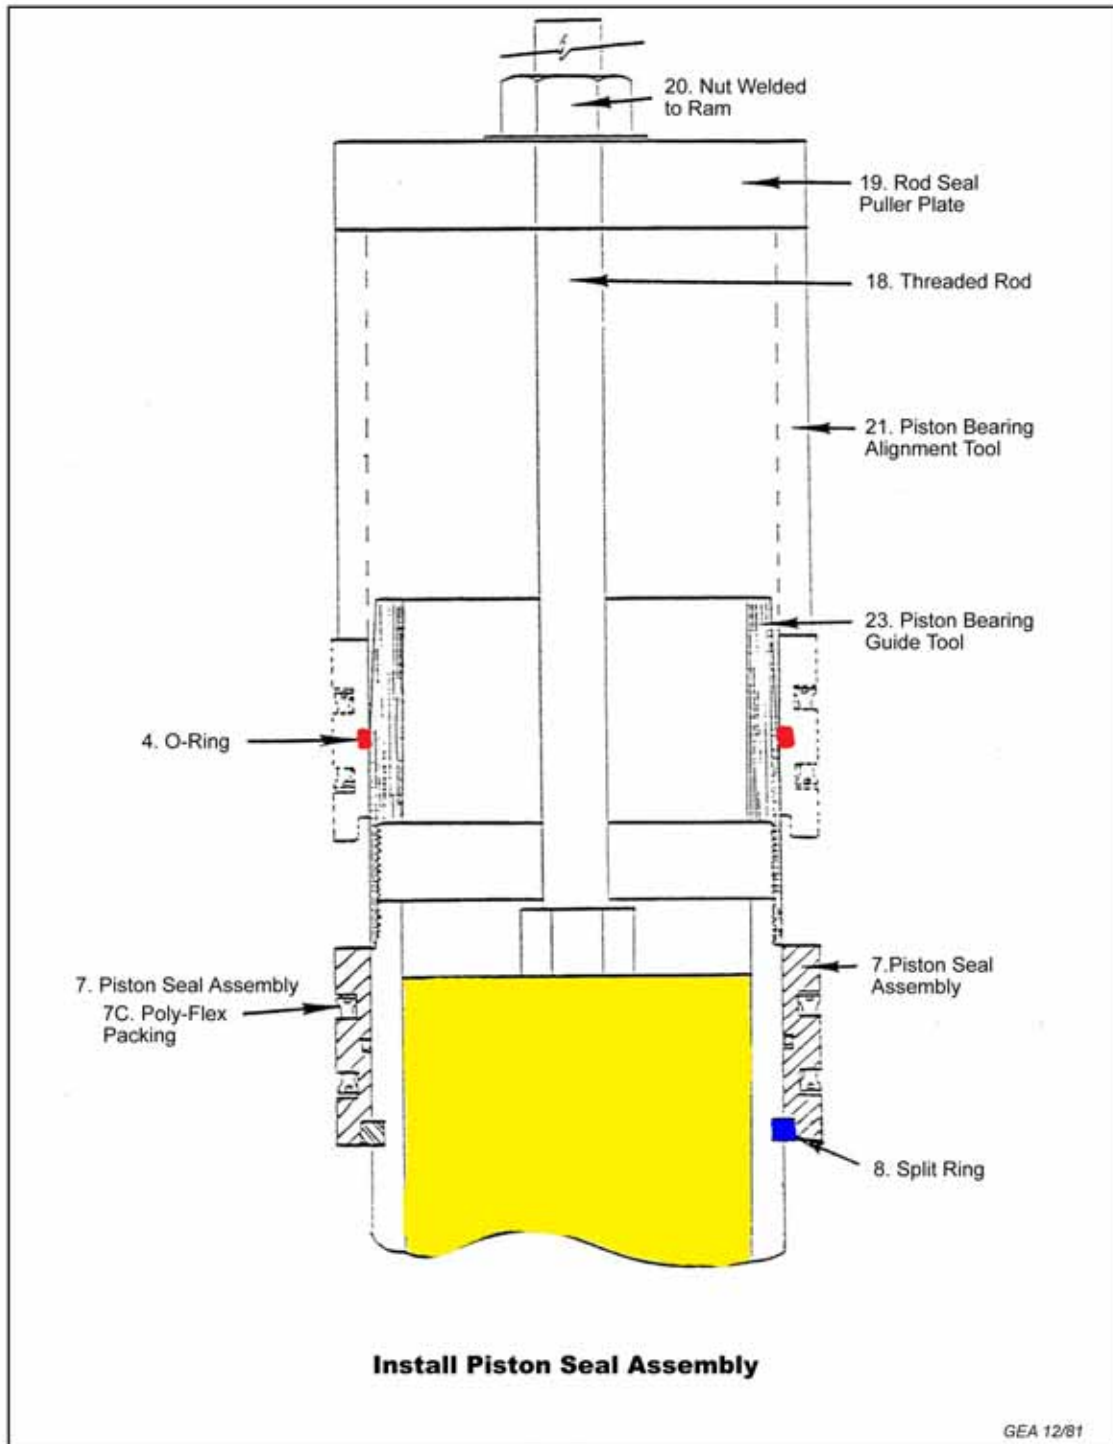 20. Nut Welded
to Ram
19. Rod Seal
Puller Plate
18. Threaded Rod
21. Piston Bearing
Alignment Tool
23. Piston Bearing
Guide Tool
4. O-Ring
7. Piston Seal Assembly
7C. Poly-Flex
Packing
7.Piston Seal
Assembly
8. Split Ring
Install Piston Seal Assembly
GEA 12/81